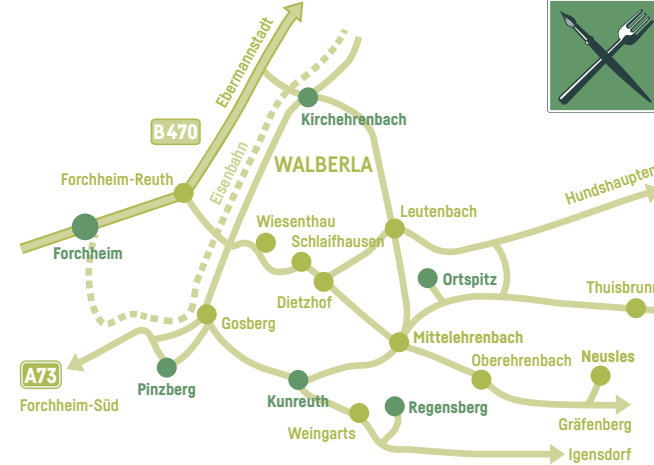 Ebermannstadt
Kirchehrenbach
B 470
WALBERLA
Eisenbahn
Forchheim-Reuth
Hundshaupten
Leutenbach
Wiesenthau
Schlaifhausen
Forchheim
Ortspitz
Thuisbrunn
Dietzhof
Gosberg
Mittelehrenbach
Oberehrenbach
Neusles
A73
Pinzberg
Kunreuth
Regensberg
Forchheim-Süd
Weingarts
Gräfenberg
Igensdorf